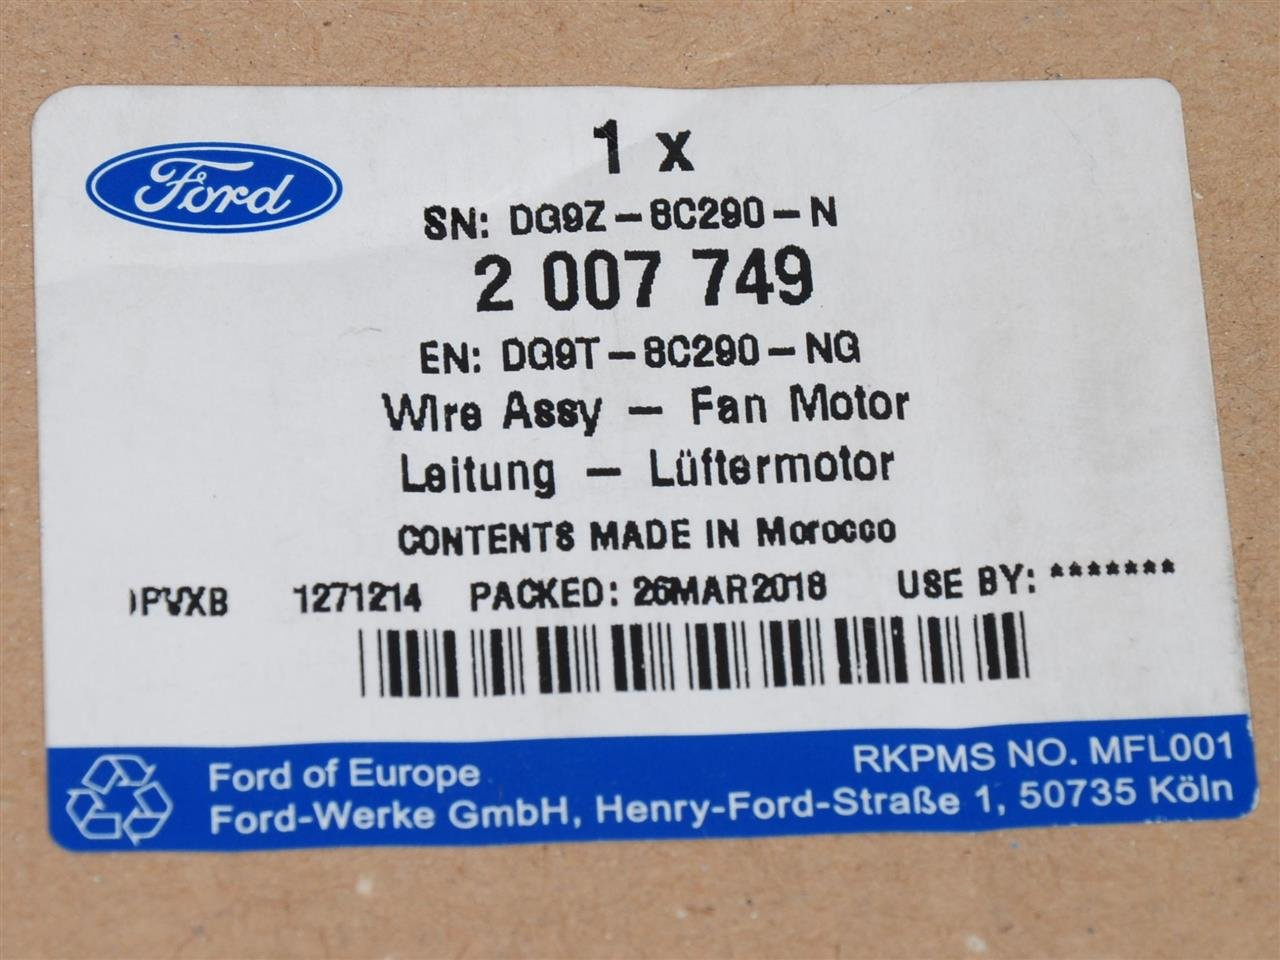 Ford
1 x
SN: DG9Z-8C290-N
2 007 749
EN: DG9T-8C290-NG
Wire Assy - Fan Motor
Leitung - Lüftermotor
CONTENTS MADE IN Morocco
PVXB 1271214 PACKED: 26MAR2018 USE BY: *******
RKPMS NO. MFL001
Ford of Europe
Ford-Werke GmbH, Henry-Ford-Straße 1, 50735 Köln